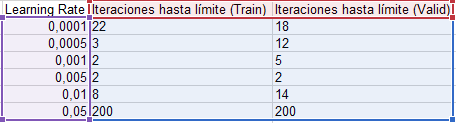 Learning Rate Iteraciones hasta límite (Train) Iteraciones hasta límite (Valid)
0,0001 22 18
0,0005 3 12
0,001 2 5
0,005 2 2
0,01 8 14
0,05 200 200